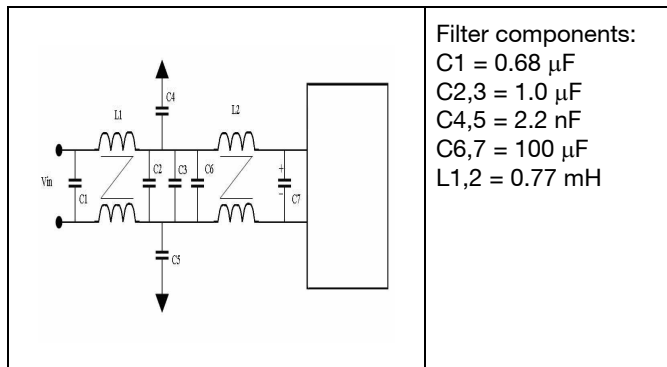 Filter components:
C1 = 0.68 μF
C2,3 = 1.0 μF
C4,5 = 2.2 nF
C6,7 = 100 μF
L1,2 = 0.77 mH
C4
L1
L2
C2
C3
C6
+
Vin
C1
−
C7
C5